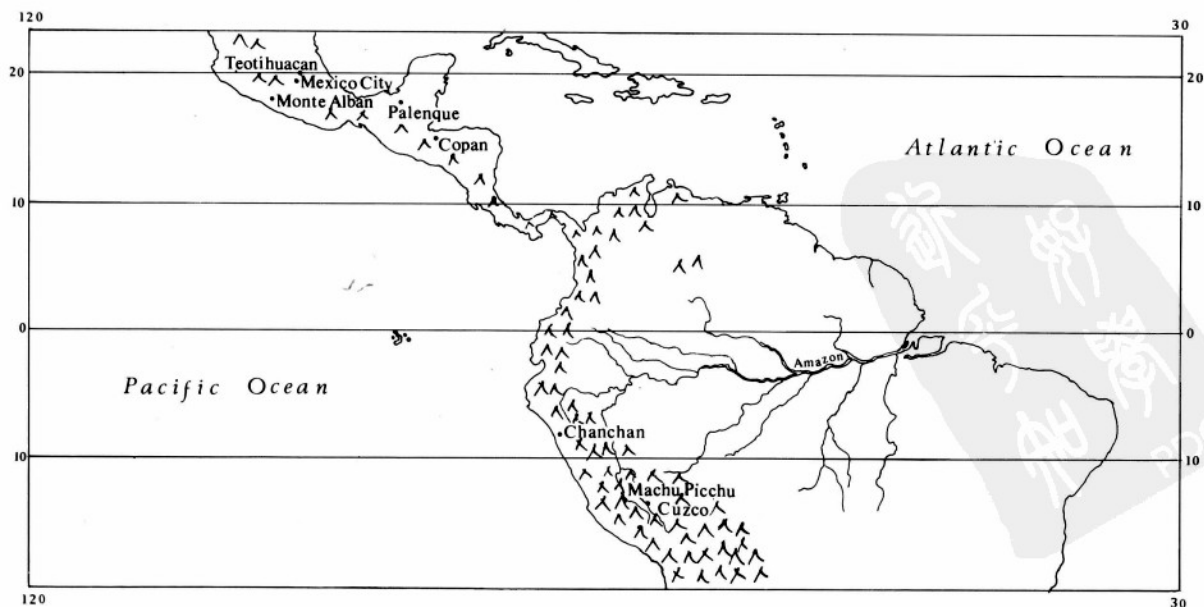 120 30
20 Teotihuacan 20
Mexico City
Monte Alban
Palenque
Copan
Atlantic Ocean
10 10
0 0
Amazon
Pacific Ocean
Chanchan
10 10
Machu Picchu
Cuzco
120 30